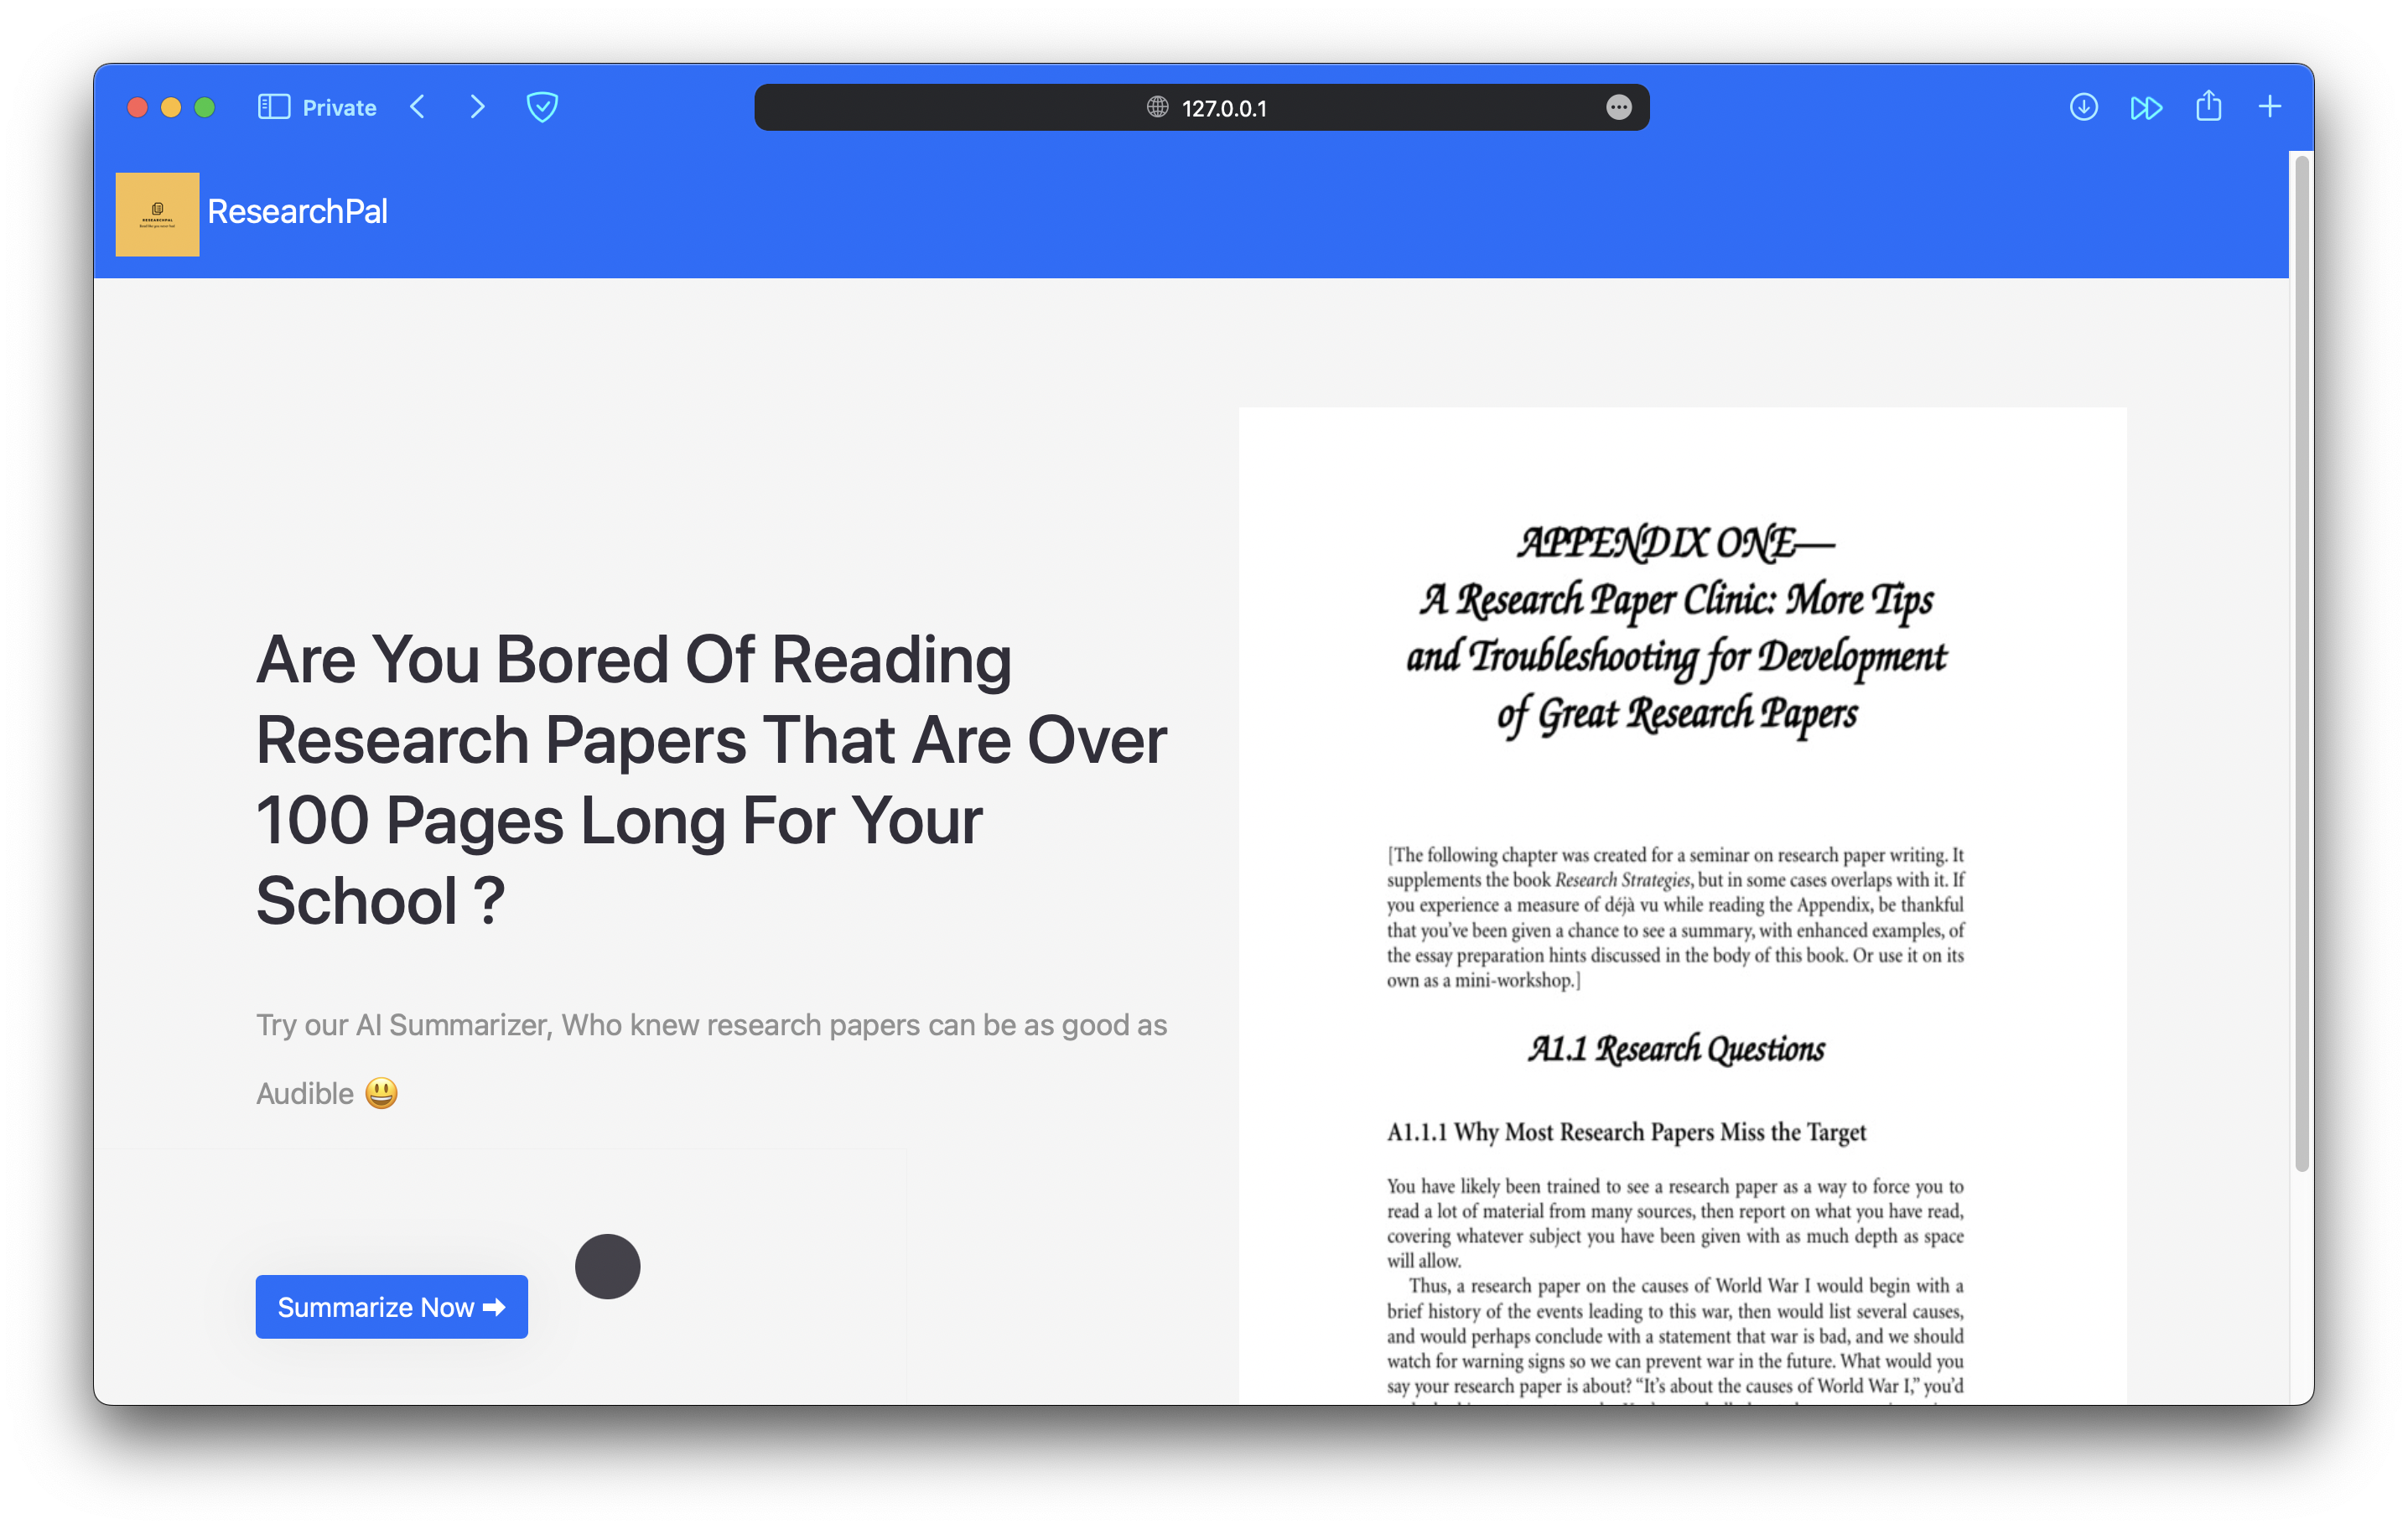 Private
127.0.0.1
RESEARCHPAL
ResearchPal
Are You Bored Of Reading
Research Papers That Are Over
100 Pages Long For Your
School ?
Try our AI Summarizer, Who knew research papers can be as good as
Audible 😃
Summarize Now ➡
APPENDIX ONE—
A Research Paper Clinic: More Tips
and Troubleshooting for Development
of Great Research Papers
[The following chapter was created for a seminar on research paper writing. It
supplements the book Research Strategies, but in some cases overlaps with it. If
you experience a measure of déjà vu while reading the Appendix, be thankful
that you’ve been given a chance to see a summary, with enhanced examples, of
the essay preparation hints discussed in the body of this book. Or use it on its
own as a mini-workshop.]
A1.1 Research Questions
A1.1.1 Why Most Research Papers Miss the Target
You have likely been trained to see a research paper as a way to force you to
read a lot of material from many sources, then report on what you have read,
covering whatever subject you have been given with as much depth as space
will allow.
Thus, a research paper on the causes of World War I would begin with a
brief history of the events leading to this war, then would list several causes,
and would perhaps conclude with a statement that war is bad, and we should
watch for warning signs so we can prevent war in the future. What would you
say your research paper is about? “It’s about the causes of World War I,” you’d